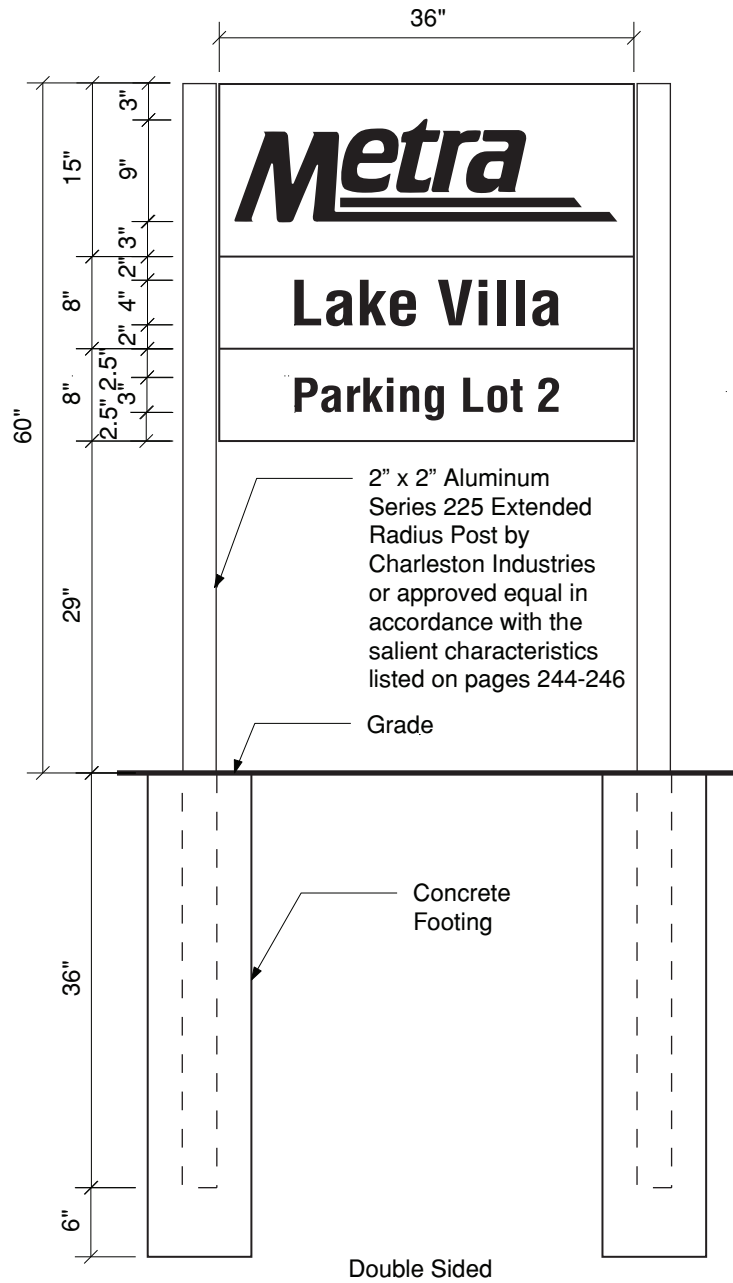 36"
3"
15"
9"
3"
2"
8"
4"
2"
2.5"
8"
3"
2.5"
60"
Metra
Lake Villa
Parking Lot 2
2” x 2” Aluminum
Series 225 Extended
Radius Post by
Charleston Industries
or approved equal in
accordance with the
salient characteristics
listed on pages 244-246
29"
Grade
Concrete
Footing
36"
6"
Double Sided